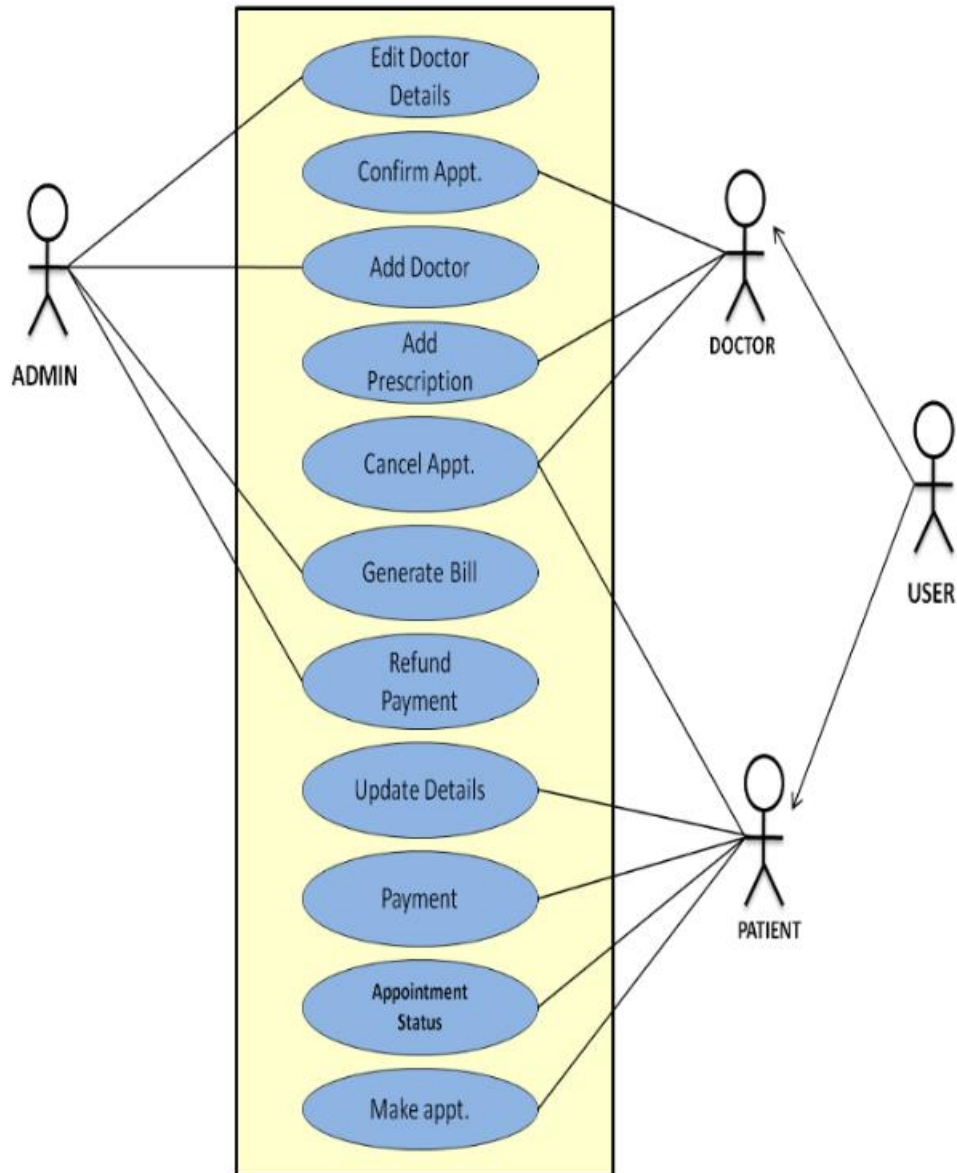 Edit Doctor
Details
Confirm Appt.
Add Doctor
Add
Prescription
Cancel Appt.
Generate Bill
Refund
Payment
Update Details
Payment
Appointment
Status
Make appt.
ADMIN
DOCTOR
USER
PATIENT